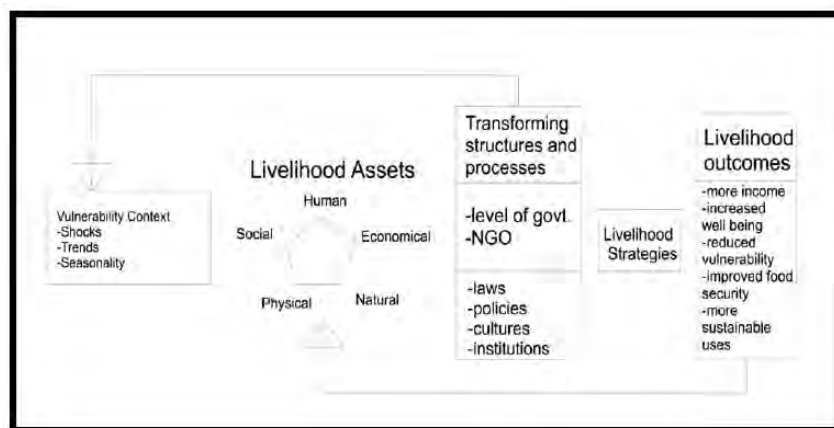 Vulnerability Context
-Shocks
-Trends
-Seasonality
Livelihood Assets
Human
Social
Economical
Physical
Natural
Transforming
structures and
processes
-level of govt.
-NGO
-laws
-policies
-cultures
-institutions
Livelihood
Strategies
Livelihood
outcomes
-more income
-increased
well being
-reduced
vulnerability
-improved food
security
-more
sustainable
uses